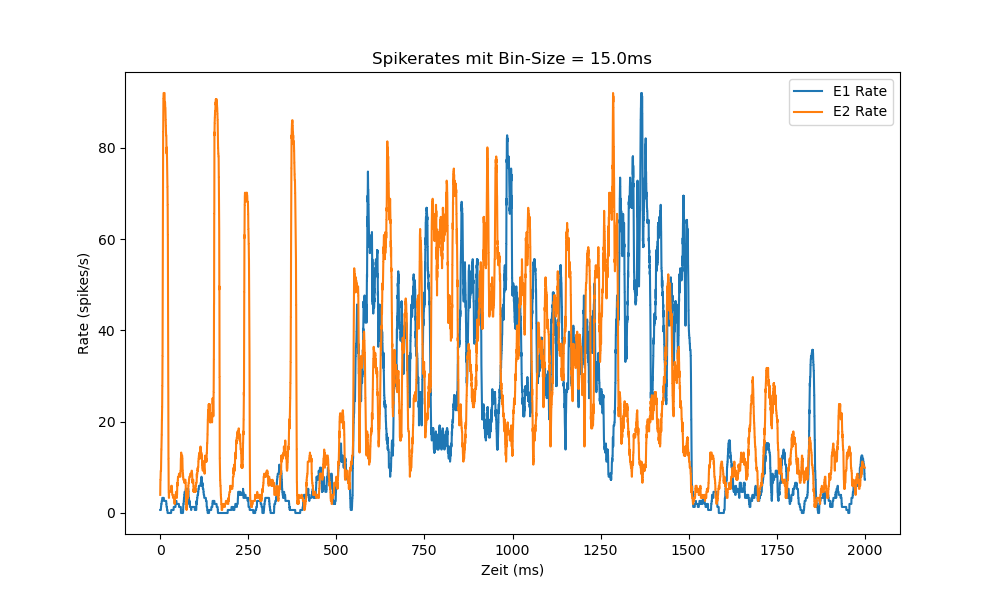 Spikerates mit Bin-Size = 15.0ms
E1 Rate
E2 Rate
Rate (spikes/s)
80
60
40
20
0
0 250 500 750 1000 1250 1500 1750 2000
Zeit (ms)